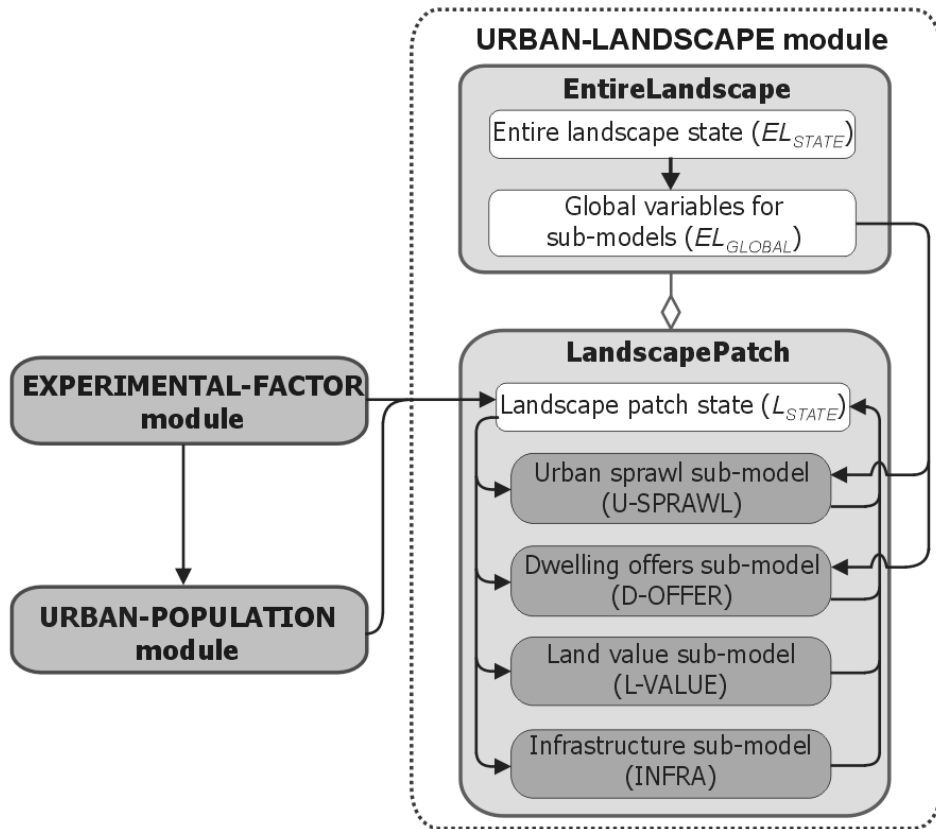 URBAN-LANDSCAPE module
EntireLandscape
Entire landscape state (EL_STATE)
Global variables for
sub-models (EL_GLOBAL)
LandscapePatch
Landscape patch state (L_STATE)
Urban sprawl sub-model
(U-SPRAWL)
Dwelling offers sub-model
(D-OFFER)
Land value sub-model
(L-VALUE)
Infrastructure sub-model
(INFRA)
EXPERIMENTAL-FACTOR
module
URBAN-POPULATION
module